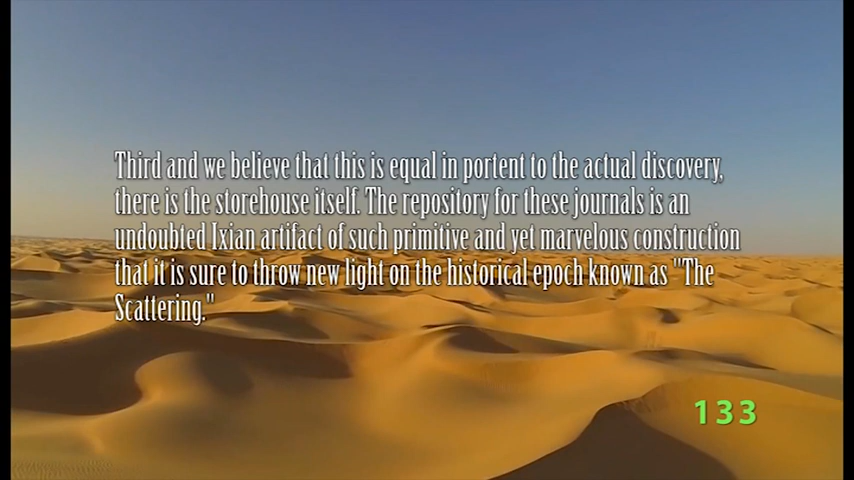 Third and we believe that this is equal in portent to the actual discovery,
there is the storehouse itself. The repository for these journals is an
undoubted Ixian artifact of such primitive and yet marvelous construction
that it is sure to throw new light on the historical epoch known as "The
Scattering."
133